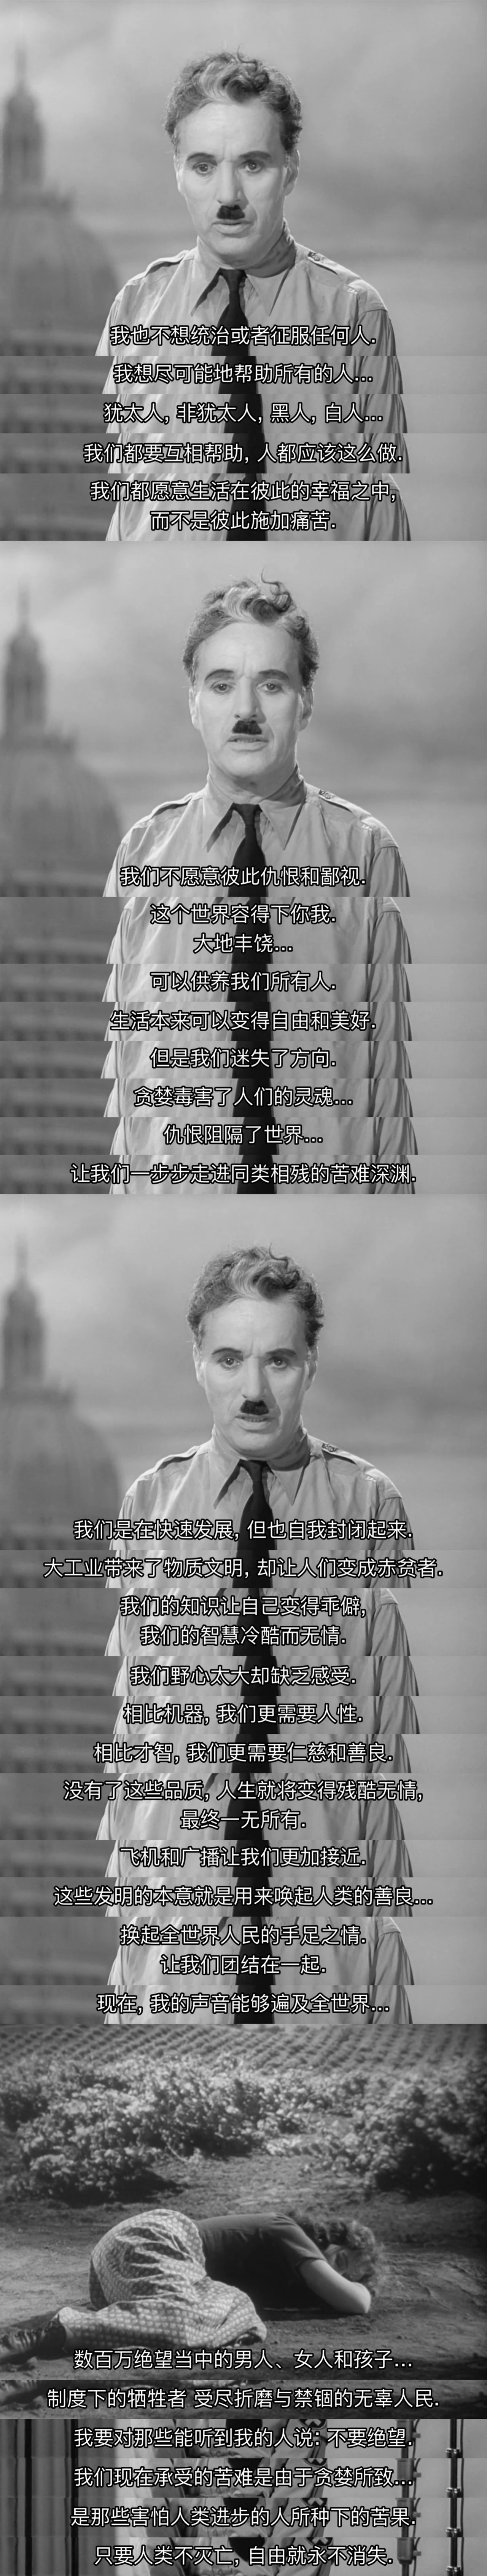 我也不想统治或者征服任何人.
我想尽可能地帮助所有的人...
犹太人, 非犹太人, 黑人, 白人...
我们都要互相帮助, 人都应该这么做.
我们都愿意生活在彼此的幸福之中,
而不是彼此施加痛苦.
我们不愿意彼此仇恨和鄙视.
这个世界容得下你我.
大地丰饶...
可以供养我们所有人.
生活本来可以变得自由和美好.
但是我们迷失了方向.
贪婪毒害了人们的灵魂...
仇恨阻隔了世界...
让我们一步步走进同类相残的苦难深渊.
我们是在快速发展, 但也自我封闭起来.
大工业带来了物质文明, 却让人们变成赤贫者.
我们的知识让自己变得乖僻,
我们的智慧冷酷而无情.
我们野心太大却缺乏感受.
相比机器, 我们更需要人性.
相比才智, 我们更需要仁慈和善良.
没有了这些品质, 人生就将变得残酷无情,
最终一无所有.
飞机和广播让我们更加接近.
这些发明的本意就是用来唤起人类的善良...
换起全世界人民的手足之情.
让我们团结在一起.
现在, 我的声音能够遍及全世界...
数百万绝望当中的男人、女人和孩子...
制度下的牺牲者 受尽折磨与禁锢的无辜人民.
我要对那些能听到我的人说: 不要绝望.
我们现在承受的苦难是由于贪婪所致...
是那些害怕人类进步的人所种下的苦果.
只要人类不灭亡, 自由就永不消失.